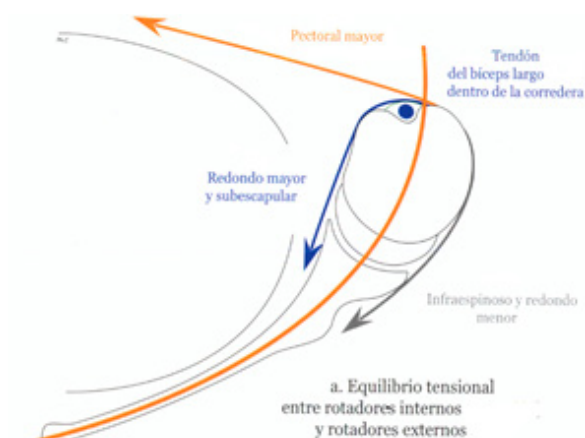 Pectoral mayor
Tendón
del bíceps largo
dentro de la corredera
Redondo mayor
y subescapular
Infraespinoso y redondo
menor
a. Equilibrio tensional
entre rotadores internos
y rotadores externos